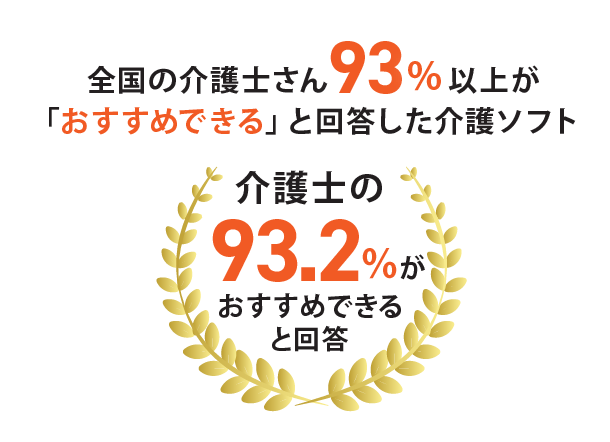 全国の介護士さん93%以上が
「おすすめできる」と回答した介護ソフト
介護士の
93.2%が
おすすめできる
と回答